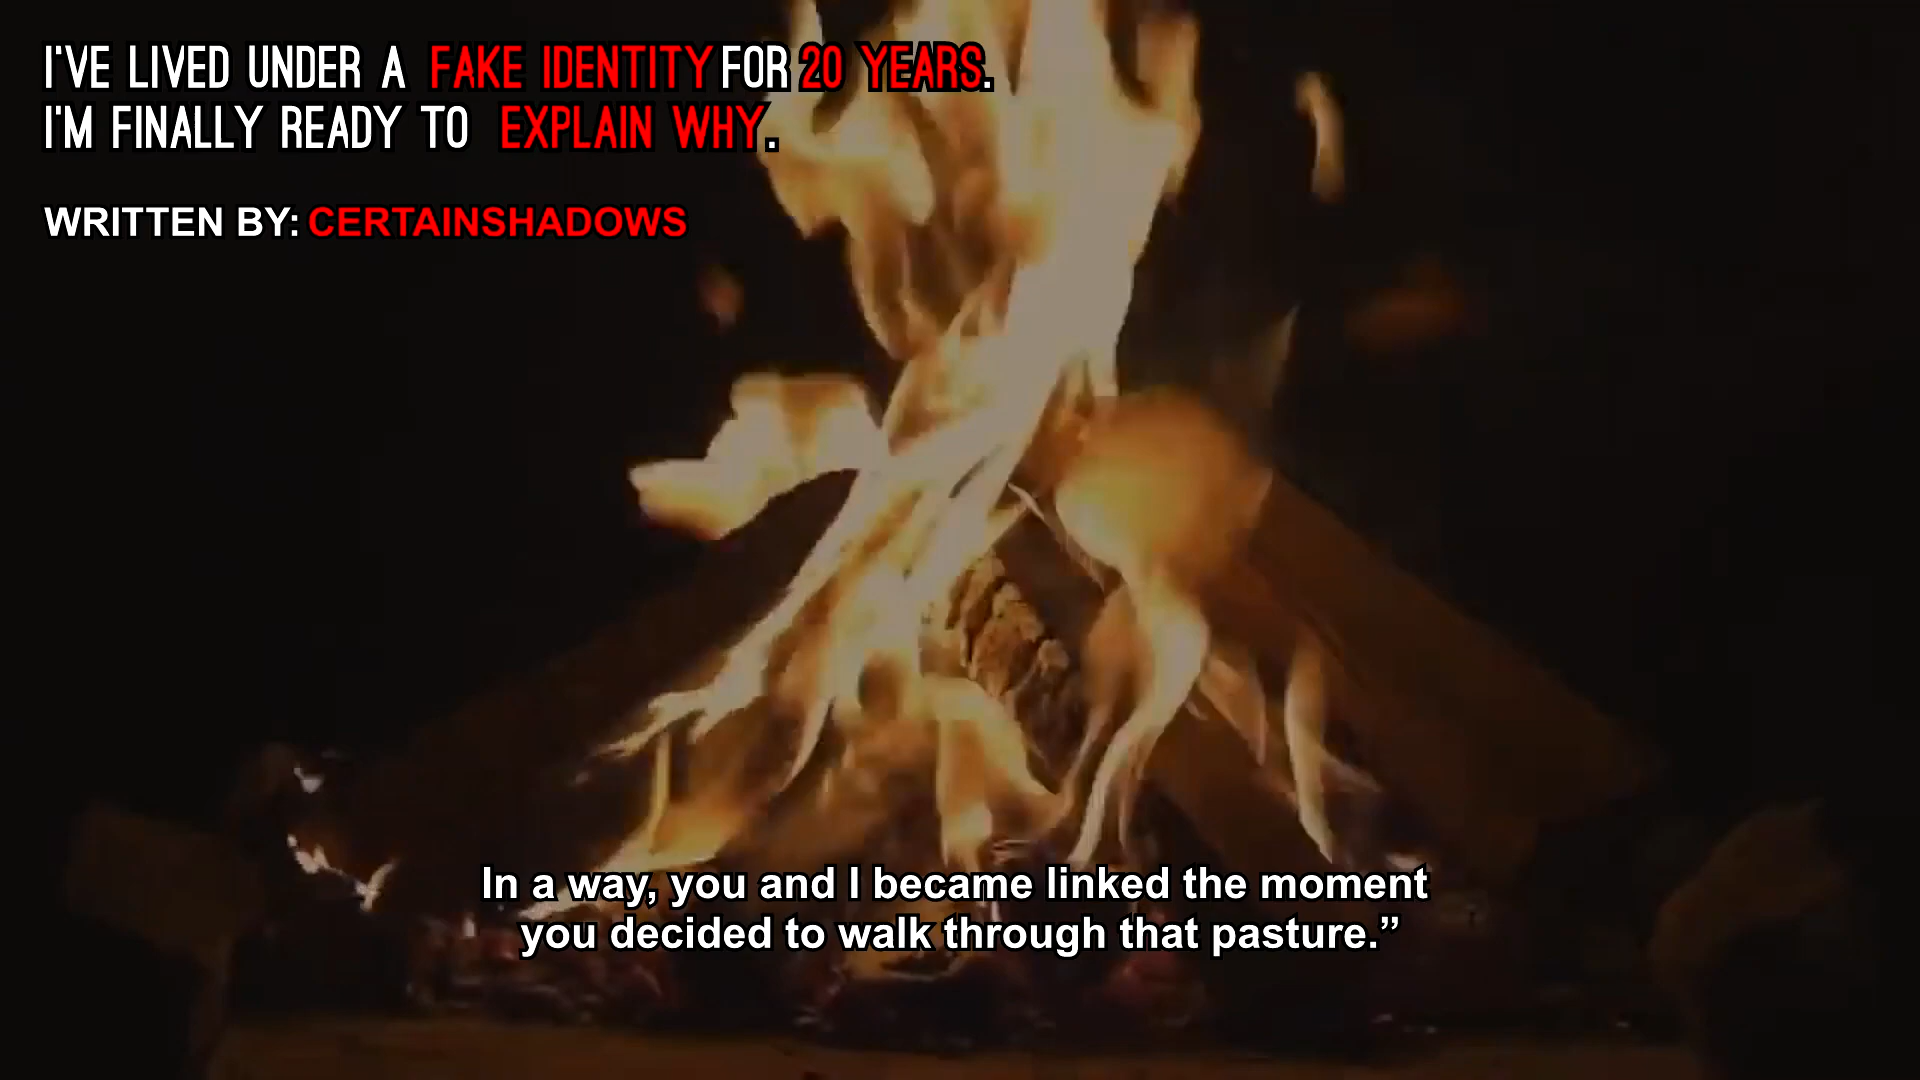 I'VE LIVED UNDER A FAKE IDENTITY FOR 20 YEARS.
I'M FINALLY READY TO EXPLAIN WHY.
WRITTEN BY: CERTAINSHADOWS
In a way, you and I became linked the moment
you decided to walk through that pasture.”